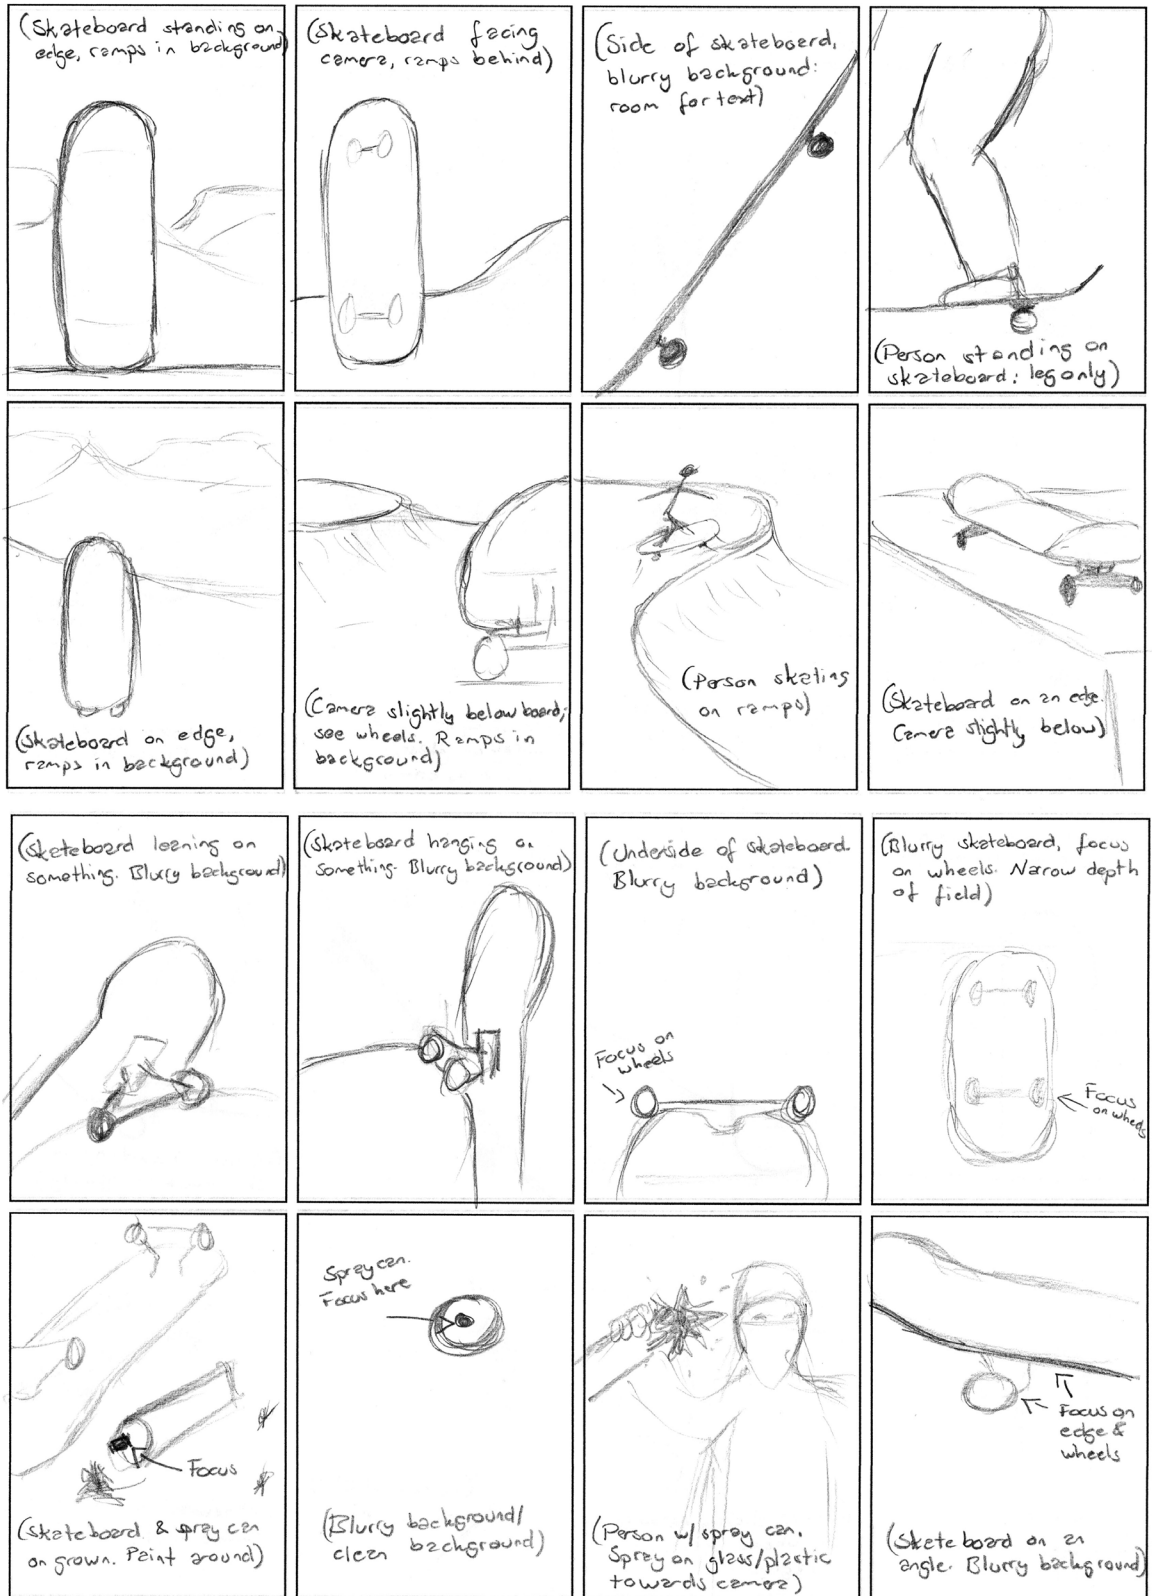 (Skateboard standing on
edge, ramps in background)
(Skateboard facing
camera, ramps behind)
(Side of skateboard,
blurry background:
room for text)
(Person standing on
skateboard: leg only)
(Skateboard on edge,
ramps in background)
(Camera slightly below board;
see wheels. Ramps in
background)
(Person skating
on ramps)
(Skateboard on an edge.
Camera slightly below)
(Skateboard leaning on
something. Blurry background)
(Skateboard hanging on
something. Blurry background)
(Underside of skateboard.
Blurry background)
Focus on
wheels
(Blurry skateboard, focus
on wheels. Narrow depth
of field)
Focus
on wheels
Focus
(Skateboard & spray can
on grown. Paint around)
Spray can.
Focus here
(Blurry background/
clean background)
(Person w/ spray can.
Spray on glass/plastic
towards camera)
Focus on
edge &
wheels
(Skateboard on an
angle. Blurry background)